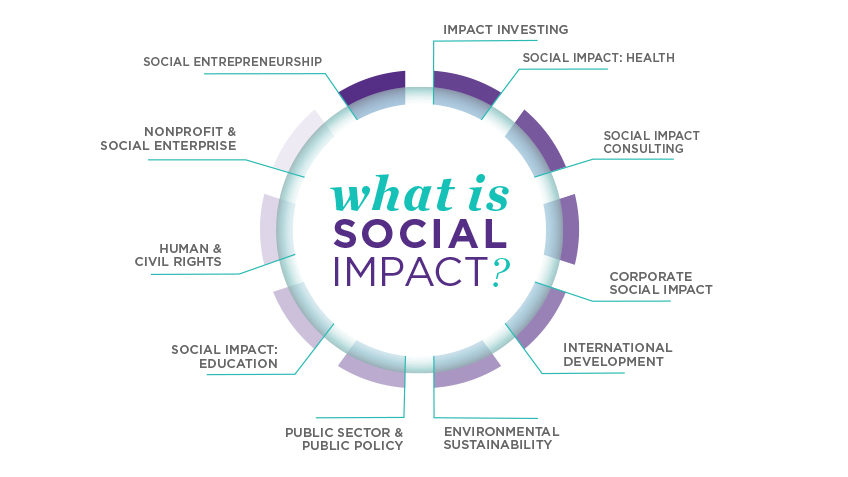 what is
SOCIAL
IMPACT?
IMPACT INVESTING
SOCIAL IMPACT: HEALTH
SOCIAL IMPACT
CONSULTING
CORPORATE
SOCIAL IMPACT
INTERNATIONAL
DEVELOPMENT
ENVIRONMENTAL
SUSTAINABILITY
PUBLIC SECTOR &
PUBLIC POLICY
SOCIAL IMPACT:
EDUCATION
HUMAN &
CIVIL RIGHTS
NONPROFIT &
SOCIAL ENTERPRISE
SOCIAL ENTREPRENEURSHIP